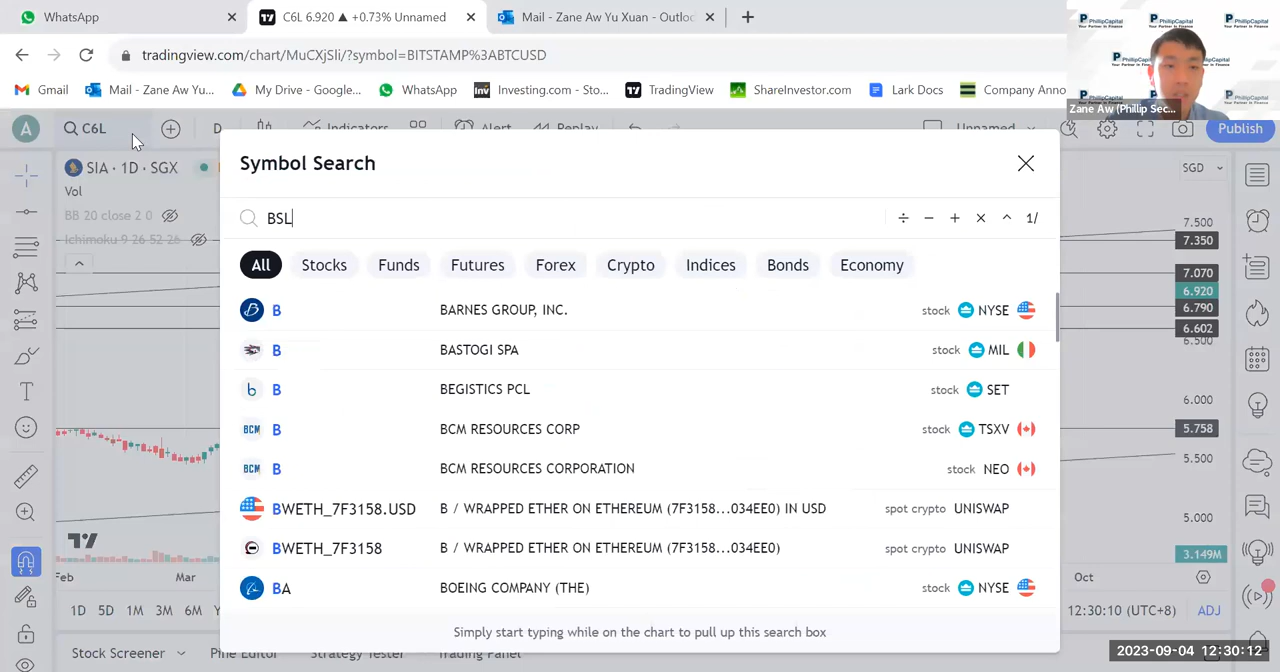 WhatsApp
C6L 6.920 ▲ +0.73% Unnamed
Mail - Zane Aw Yu Xuan - Outloo
tradingview.com/chart/MuCXjSli/?symbol=BITSTAMP%3ABTCUSD
Gmail
Mail - Zane Aw Yu...
My Drive - Google...
WhatsApp
Investing.com - Sto...
TradingView
ShareInvestor.com
Lark Docs
Company Anno
PhillipCapital
Your Partner in Finance
Zane Aw (Phillip Sec...
A
C6L
D
Indicators
Alert
Replay
Unnamed
Publish
SIA · 1D · SGX
Vol
BB 20 close 2 0
Ichimoku 9 26 52 26
Symbol Search
BSL
÷ − + × ^ 1/
All Stocks Funds Futures Forex Crypto Indices Bonds Economy
B BARNES GROUP, INC. stock NYSE
B BASTOGI SPA stock MIL
B BEGISTICS PCL stock SET
BCM B BCM RESOURCES CORP stock TSXV
BCM B BCM RESOURCES CORPORATION stock NEO
BWETH_7F3158.USD B / WRAPPED ETHER ON ETHEREUM (7F3158...034EE0) IN USD spot crypto UNISWAP
BWETH_7F3158 B / WRAPPED ETHER ON ETHEREUM (7F3158...034EE0) spot crypto UNISWAP
BA BOEING COMPANY (THE) stock NYSE
Simply start typing while on the chart to pull up this search box
SGD
7.500
7.350
7.070
6.920
6.790
6.602
6.500
6.000
5.758
5.500
5.000
3.149M
Feb
Mar
Oct
1D 5D 1M 3M 6M Y
12:30:10 (UTC+8)
ADJ
Stock Screener
Pine Editor
Strategy Tester
Trading Panel
2023-09-04 12:30:12